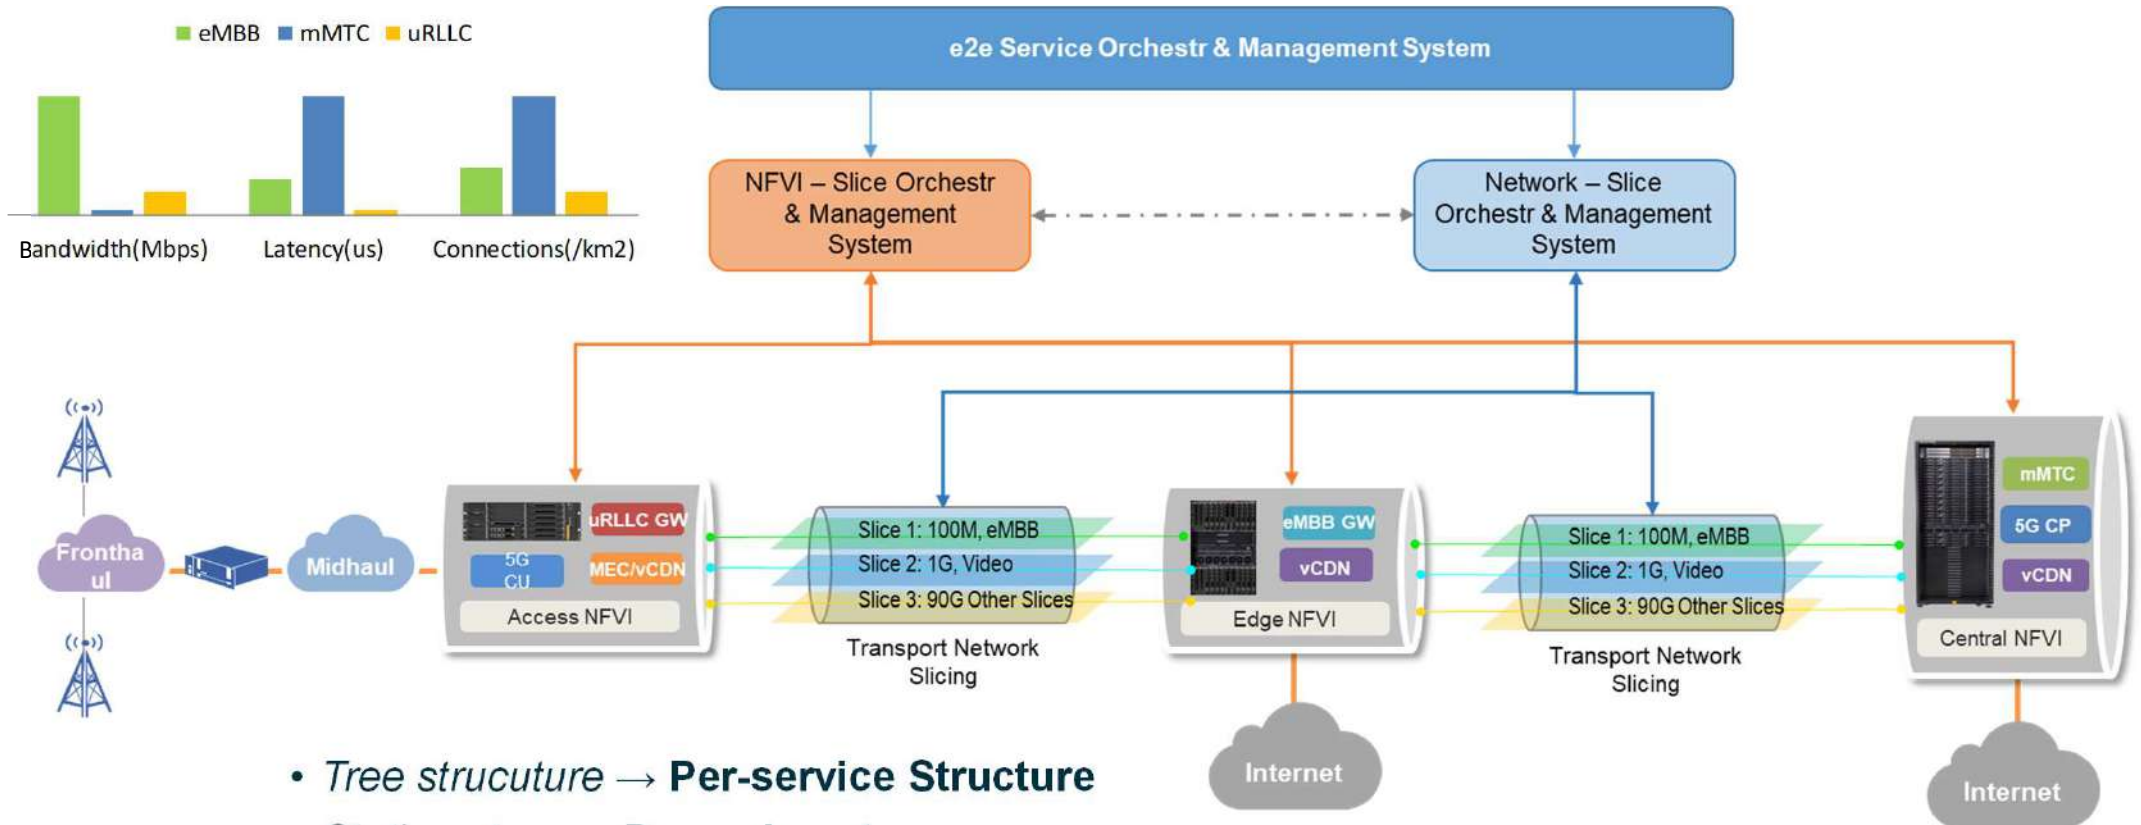 eMBB mMTC uRLLC
Bandwidth(Mbps) Latency(us) Connections(/km2)
e2e Service Orchestr & Management System
NFVI – Slice Orchestr
& Management
System
Network – Slice
Orchestr & Management
System
Frontha
ul
Midhaul
uRLLC GW
5G
CU
MEC/vCDN
Access NFVI
Slice 1: 100M, eMBB
Slice 2: 1G, Video
Slice 3: 90G Other Slices
Transport Network
Slicing
eMBB GW
vCDN
Edge NFVI
Slice 1: 100M, eMBB
Slice 2: 1G, Video
Slice 3: 90G Other Slices
Transport Network
Slicing
mMTC
5G CP
vCDN
Central NFVI
Internet
Internet
• Tree strucuture → Per-service Structure